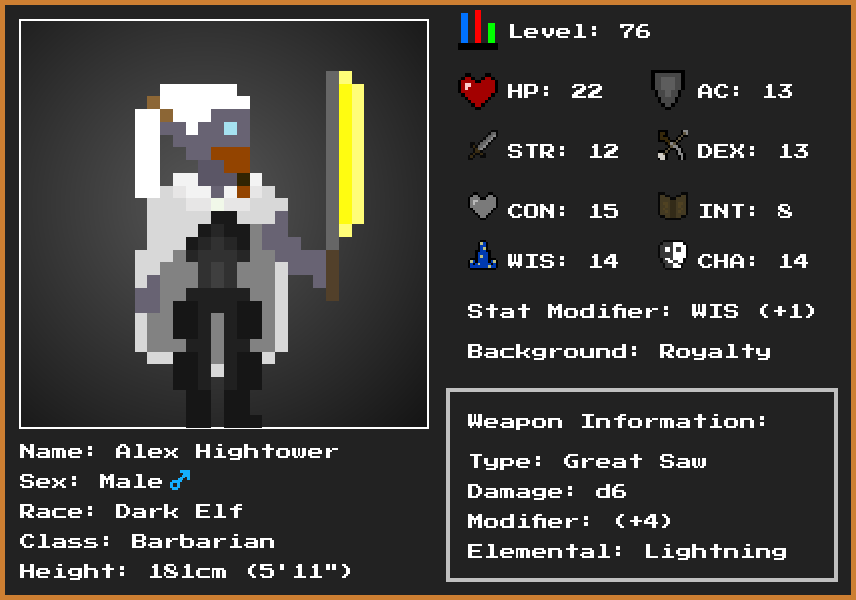 Level: 76
HP: 22
AC: 13
STR: 12
DEX: 13
CON: 15
INT: 8
WIS: 14
CHA: 14
Stat Modifier: WIS (+1)
Background: Royalty
Weapon Information:
Type: Great Saw
Damage: d6
Modifier: (+4)
Elemental: Lightning
Name: Alex Hightower
Sex: Male ♂
Race: Dark Elf
Class: Barbarian
Height: 181cm (5'11")